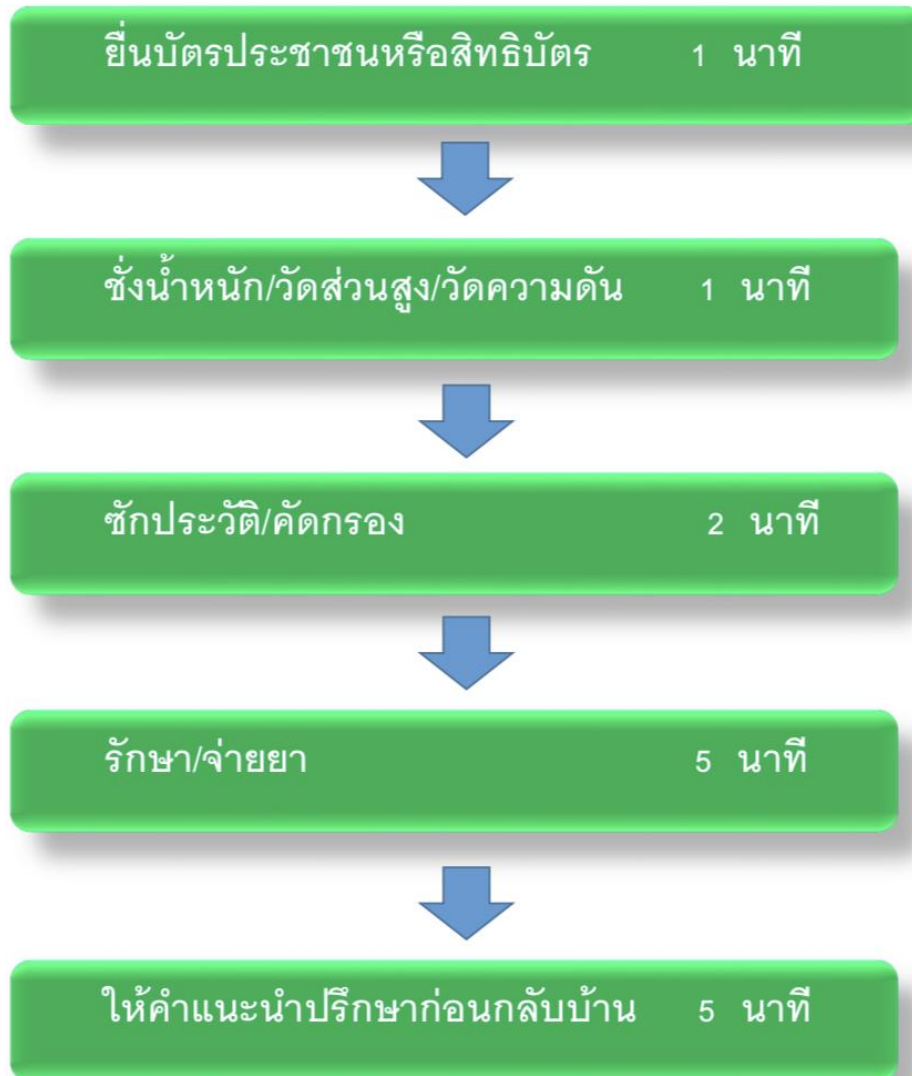 ยื่นบัตรประชาชนหรือสิทธิบัตร 1 นาที
ชั่งน้ำหนัก/วัดส่วนสูง/วัดความดัน 1 นาที
ซักประวัติ/คัดกรอง 2 นาที
รักษา/จ่ายยา 5 นาที
ให้คำแนะนำปรึกษาก่อนกลับบ้าน 5 นาที